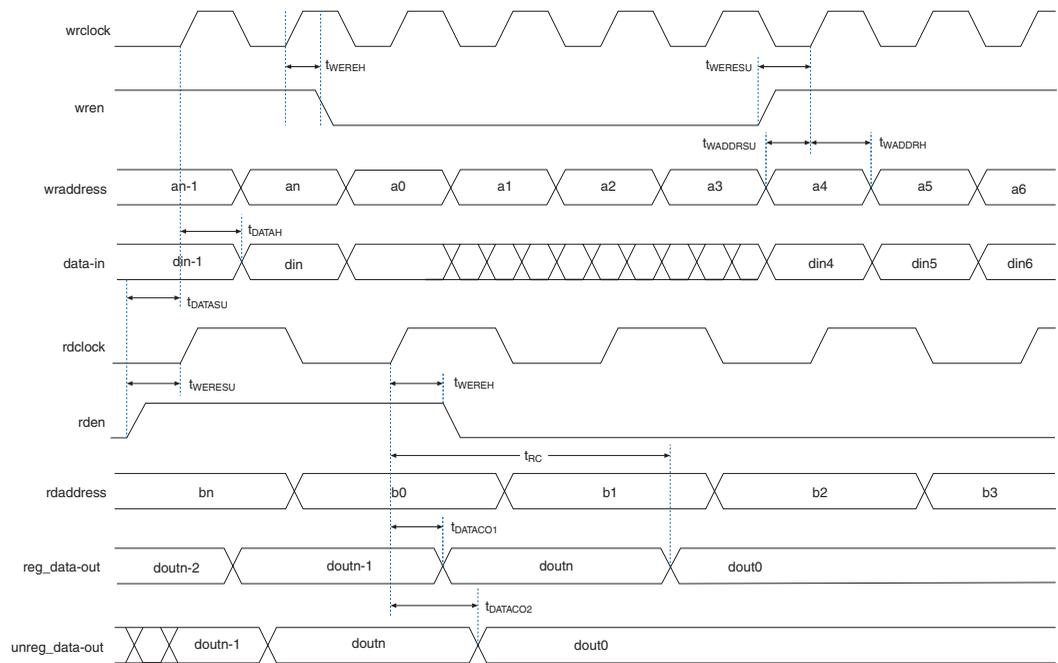 wrclock
tWEREH
tWERESU
wren
tWADDRSU
tWADDRH
wraddress an-1 an a0 a1 a2 a3 a4 a5 a6
tDATAH
data-in din-1 din din4 din5 din6
tDATASU
rdclock
tWERESU
tWEREH
rden
tRC
rdaddress bn b0 b1 b2 b3
tDATACO1
reg_data-out doutn-2 doutn-1 doutn dout0
tDATACO2
unreg_data-out doutn-1 doutn dout0